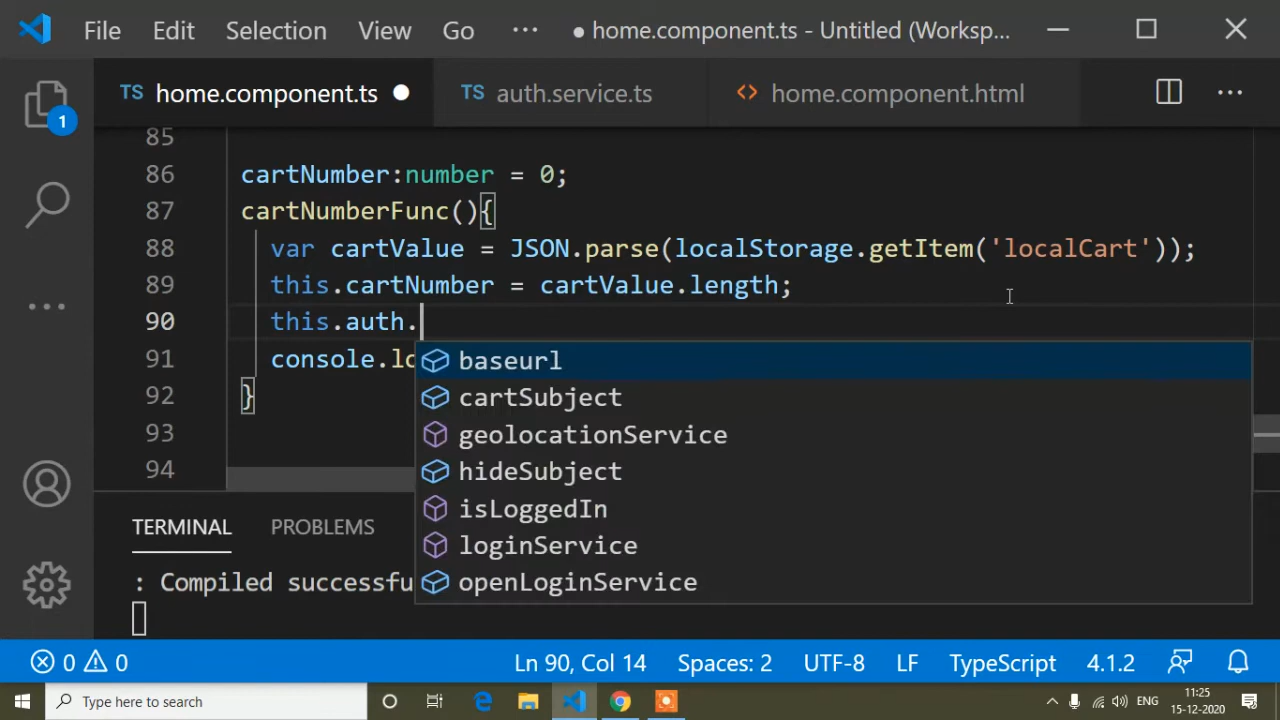 File Edit Selection View Go ··· ● home.component.ts - Untitled (Worksp...
TS home.component.ts ● TS auth.service.ts <> home.component.html ···
1
85
86 cartNumber:number = 0;
87 cartNumberFunc(){
88 var cartValue = JSON.parse(localStorage.getItem('localCart'));
89 this.cartNumber = cartValue.length;
90 this.auth.
91 console.lo
92 }
93
94
baseurl
cartSubject
geolocationService
hideSubject
isLoggedIn
loginService
openLoginService
TERMINAL PROBLEMS
: Compiled successfu
0 0 Ln 90, Col 14 Spaces: 2 UTF-8 LF TypeScript 4.1.2
Type here to search ENG 11:25
15-12-2020